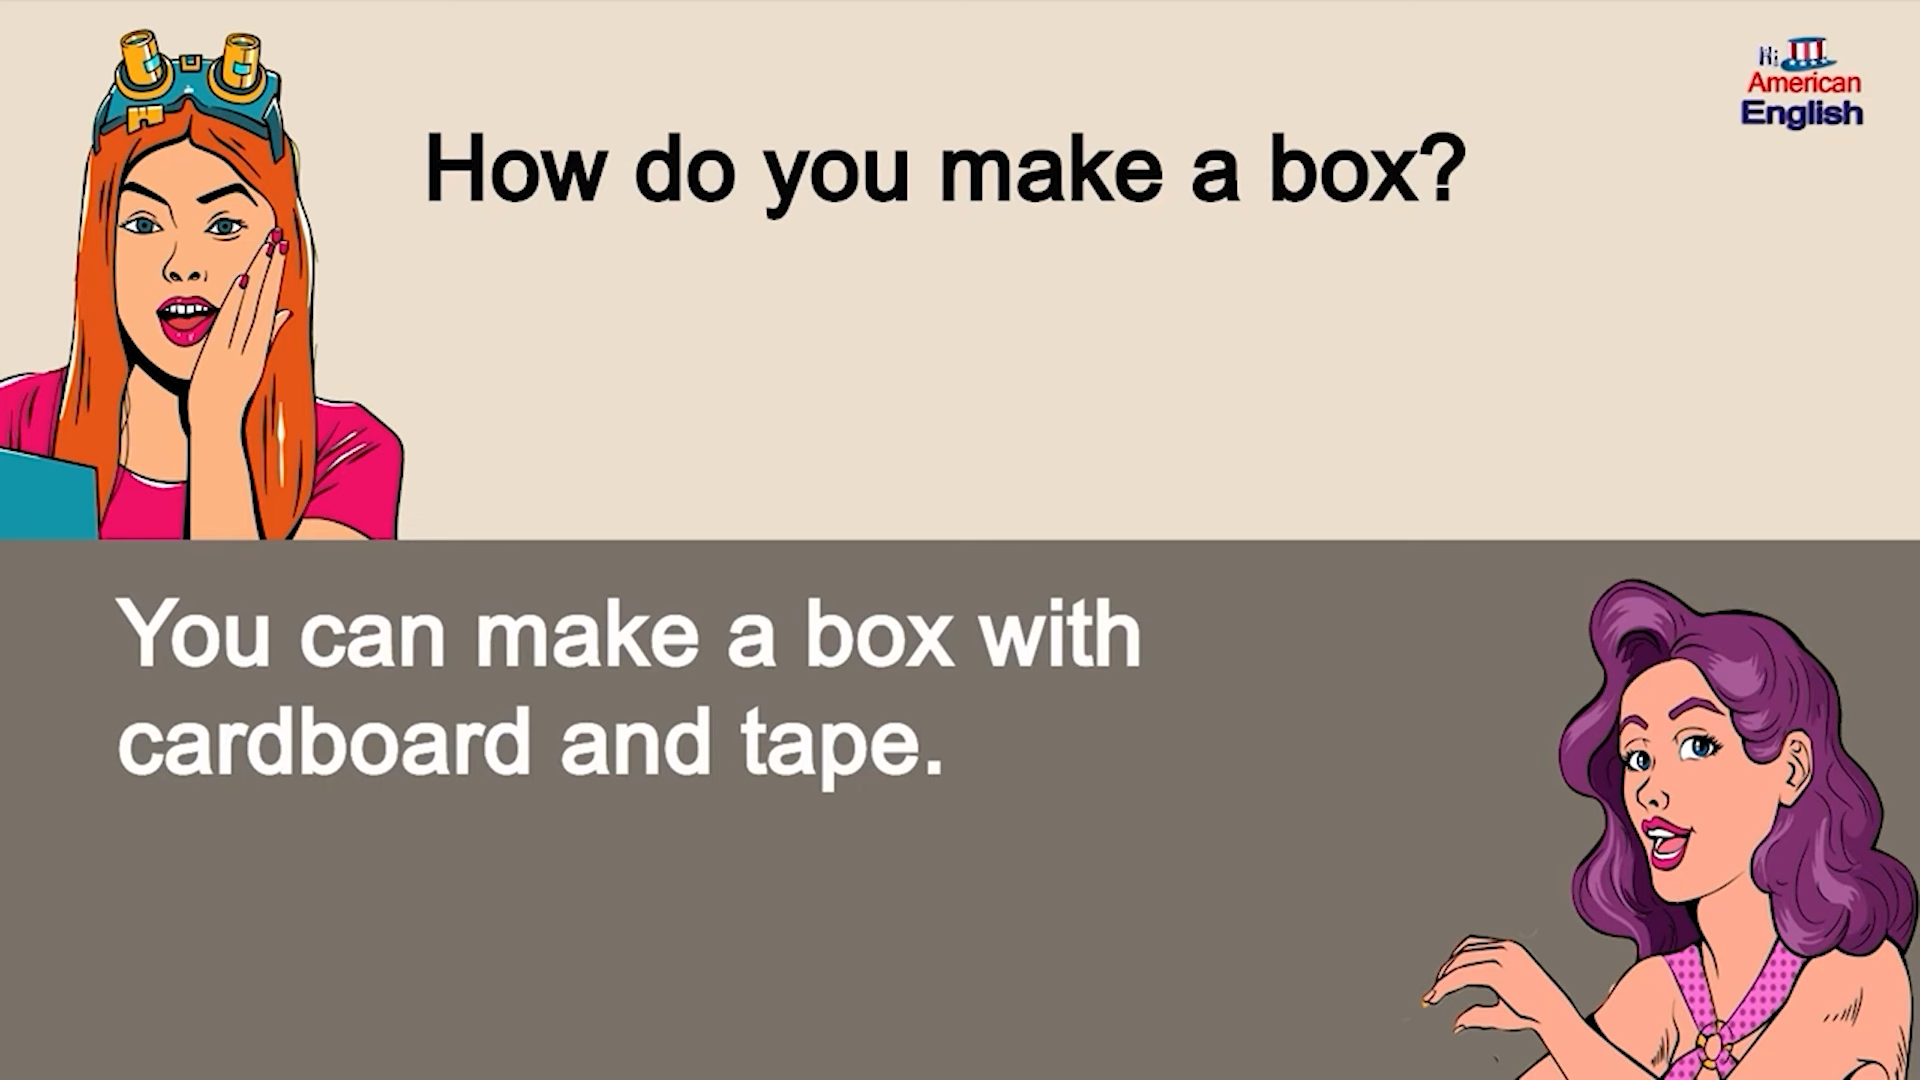 Hi
American
English
How do you make a box?
You can make a box with
cardboard and tape.